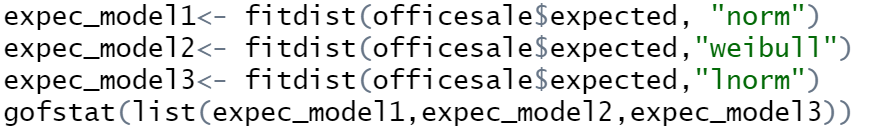 expec_model1<- fitdist(officesale$expected, "norm")
expec_model2<- fitdist(officesale$expected,"weibull")
expec_model3<- fitdist(officesale$expected,"lnorm")
gofstat(list(expec_model1,expec_model2,expec_model3))